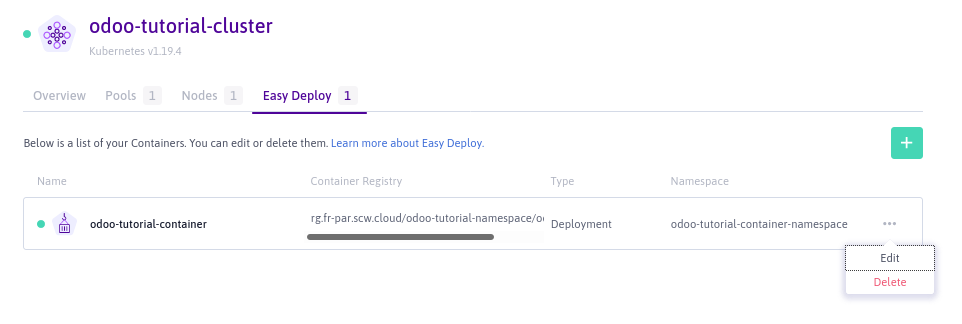 odoo-tutorial-cluster
Kubernetes v1.19.4
Overview Pools 1 Nodes 1 Easy Deploy 1
Below is a list of your Containers. You can edit or delete them. Learn more about Easy Deploy.
+
Name Container Registry Type Namespace
odoo-tutorial-container rg.fr-par.scw.cloud/odoo-tutorial-namespace/o Deployment odoo-tutorial-container-namespace ...
Edit
Delete